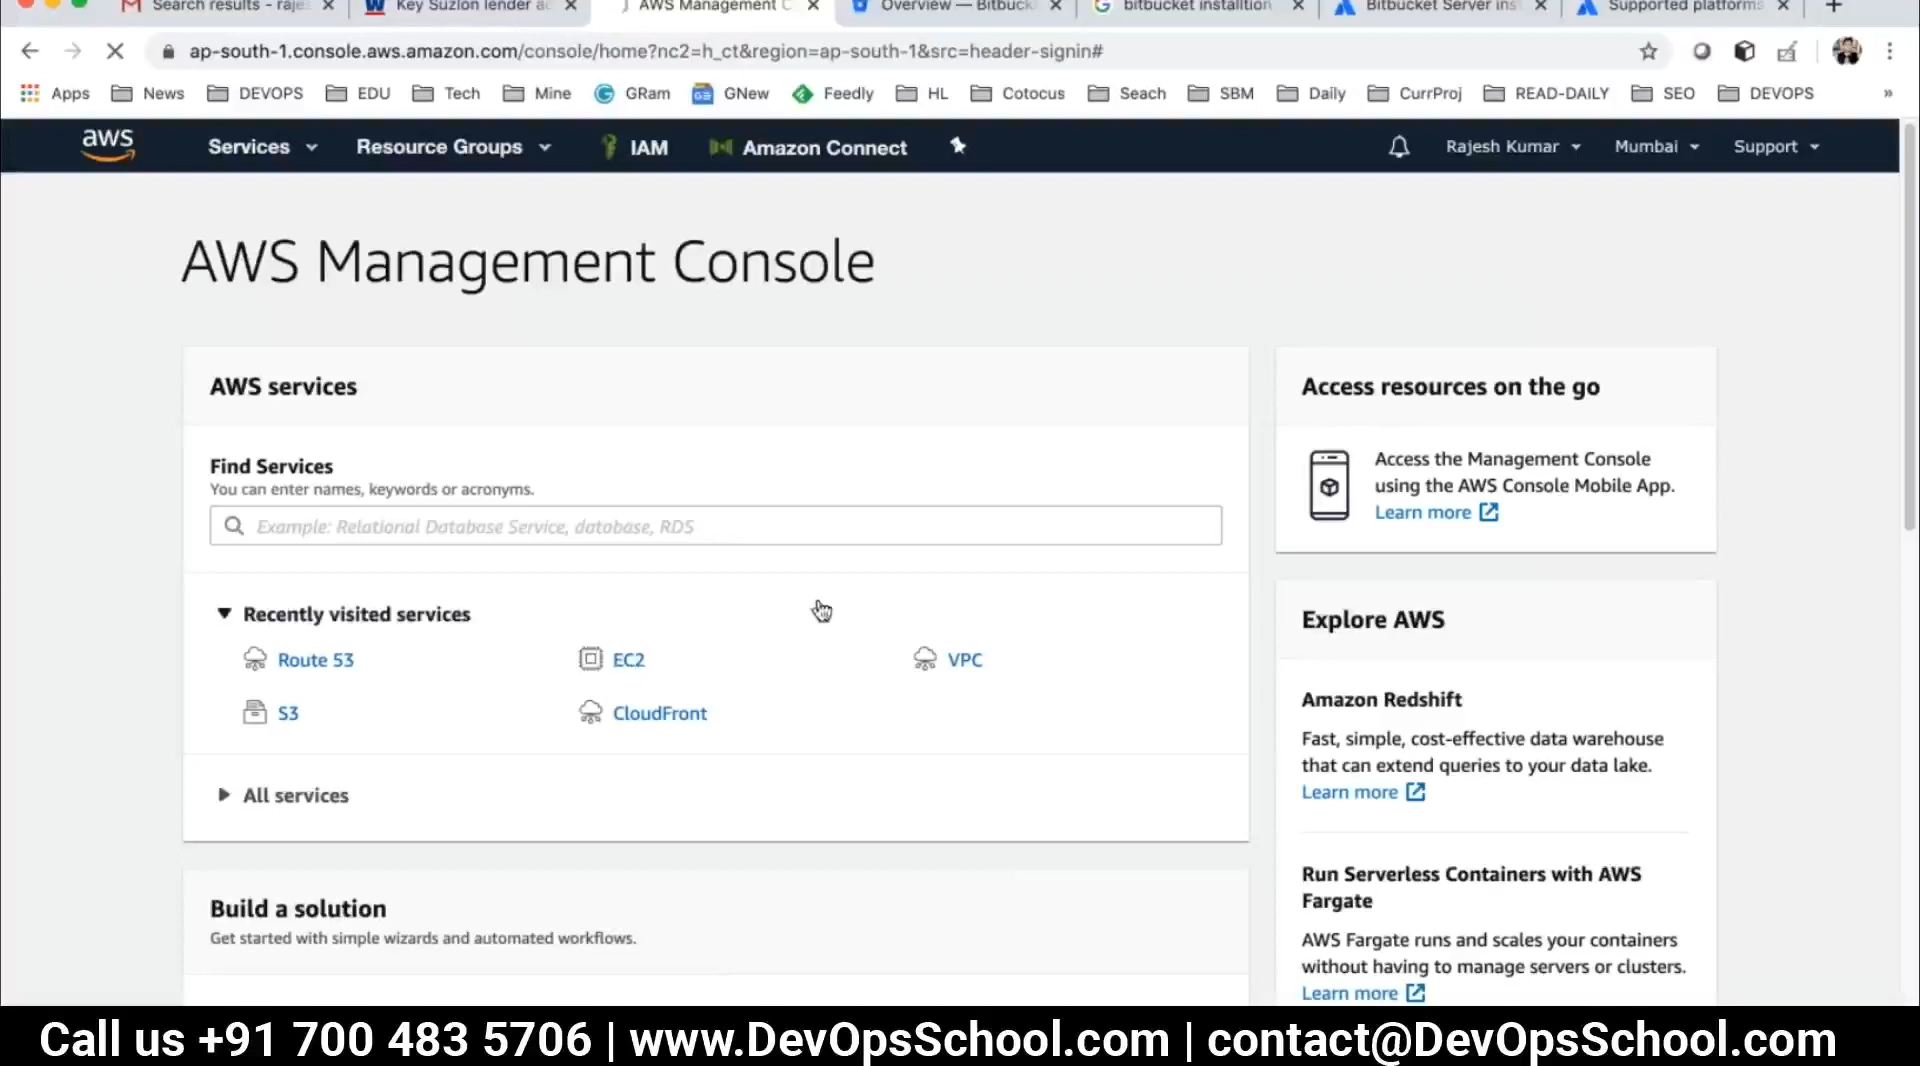 Search results - raje
Key Suzlon lender ac
AWS Management C
Overview — Bitbuck
bitbucket installtion
Bitbucket Server ins
Supported platforms
ap-south-1.console.aws.amazon.com/console/home?nc2=h_ct&region=ap-south-1&src=header-signin#
Apps News DEVOPS EDU Tech Mine GRam GNew Feedly HL Cotocus Seach SBM Daily CurrProj READ-DAILY SEO DEVOPS »
aws Services Resource Groups IAM Amazon Connect Rajesh Kumar Mumbai Support
AWS Management Console
AWS services
Find Services
You can enter names, keywords or acronyms.
Example: Relational Database Service, database, RDS
Recently visited services
Route 53 EC2 VPC
S3 CloudFront
All services
Build a solution
Get started with simple wizards and automated workflows.
Access resources on the go
Access the Management Console
using the AWS Console Mobile App.
Learn more
Explore AWS
Amazon Redshift
Fast, simple, cost-effective data warehouse
that can extend queries to your data lake.
Learn more
Run Serverless Containers with AWS
Fargate
AWS Fargate runs and scales your containers
without having to manage servers or clusters.
Learn more
Call us +91 700 483 5706 | www.DevOpsSchool.com | contact@DevOpsSchool.com